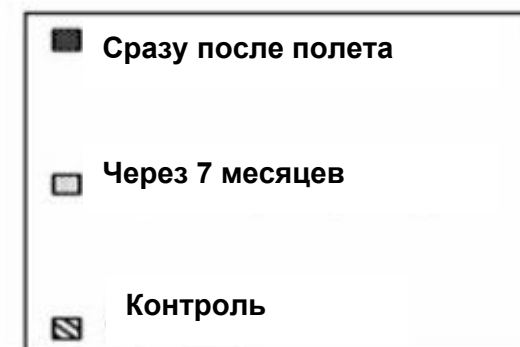 Сразу после полета
Через 7 месяцев
Контроль